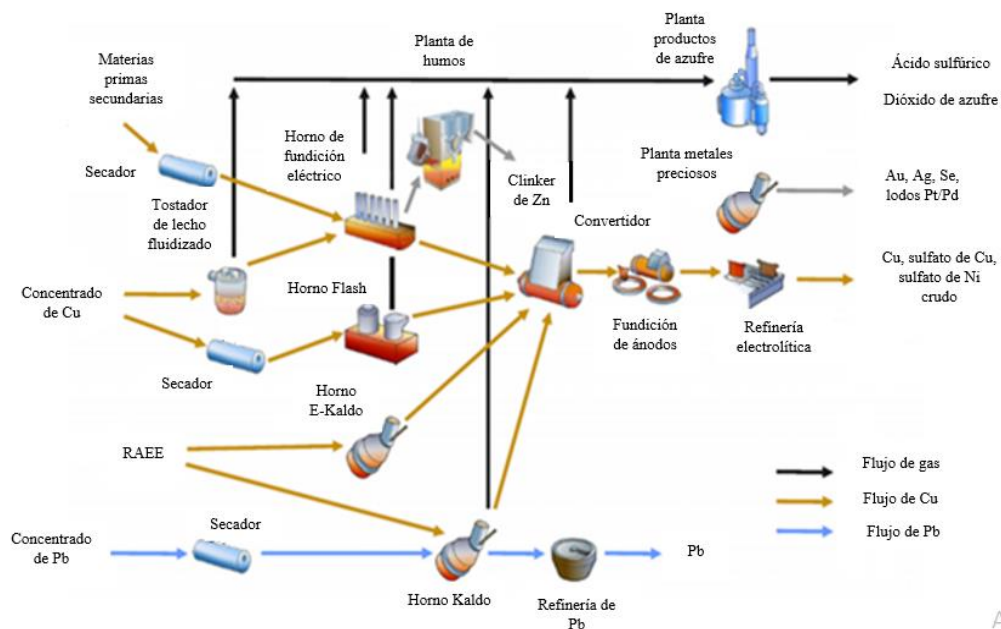 Planta
productos
de azufre
Planta de
humos
Materias
primas
secundarias
Ácido sulfúrico
Dióxido de azufre
Horno de
fundición
eléctrico
Planta metales
preciosos
Secador
Clinker
de Zn
Au, Ag, Se,
lodos Pt/Pd
Tostador
de lecho
fluidizado
Convertidor
Concentrado
de Cu
Horno Flash
Cu, sulfato de Cu,
sulfato de Ni
crudo
Fundición
de ánodos
Refinería
electrolítica
Secador
Horno
E-Kaldo
RAEE
Flujo de gas
Flujo de Cu
Flujo de Pb
Concentrado
de Pb
Secador
Pb
Horno Kaldo
Refinería de
Pb
A